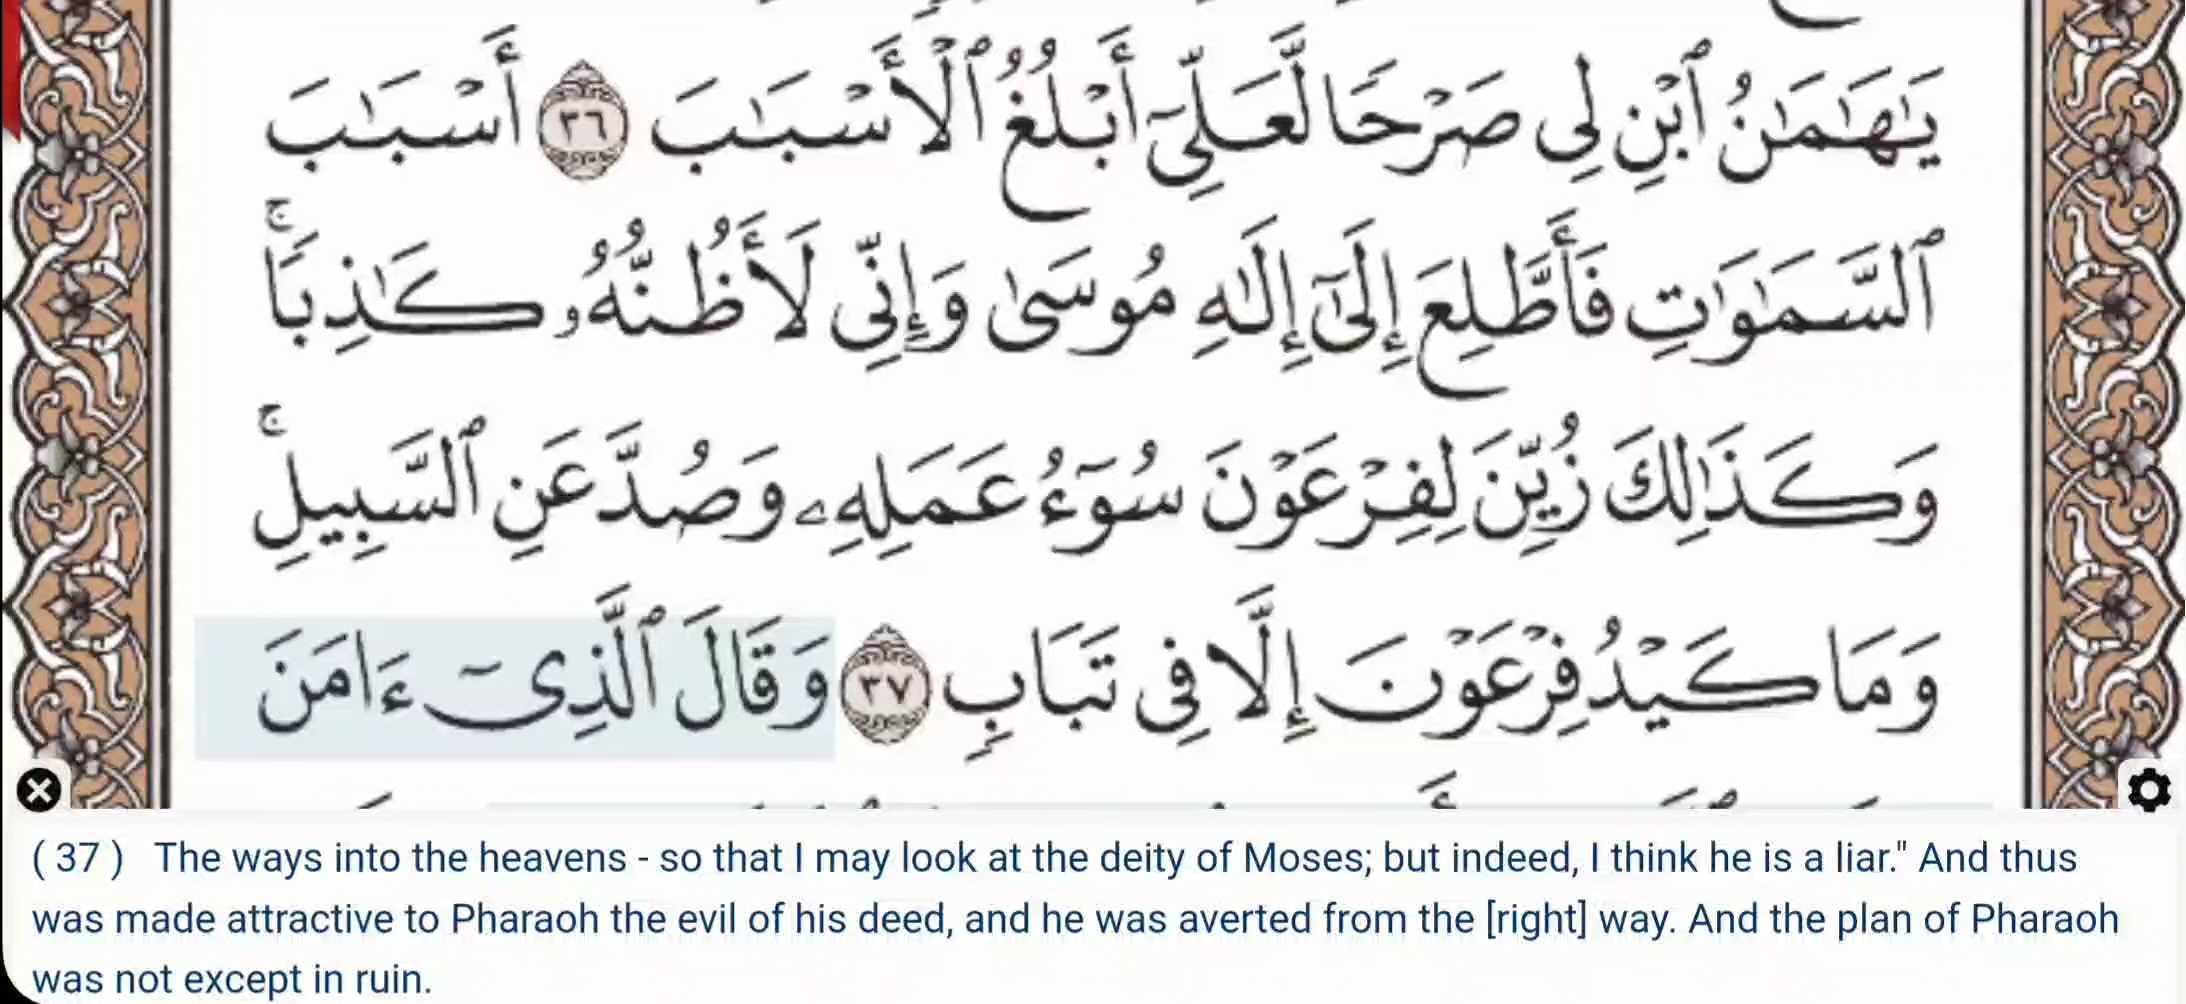 يَٰهَٰمَٰنُ ٱبْنِ لِى صَرْحًا لَّعَلِّىٓ أَبْلُغُ ٱلْأَسْبَٰبَ ٣٦ أَسْبَٰبَ
ٱلسَّمَٰوَٰتِ فَأَطَّلِعَ إِلَىٰٓ إِلَٰهِ مُوسَىٰ وَإِنِّى لَأَظُنُّهُۥ كَٰذِبًا ۚ
وَكَذَٰلِكَ زُيِّنَ لِفِرْعَوْنَ سُوٓءُ عَمَلِهِۦ وَصُدَّ عَنِ ٱلسَّبِيلِ ۚ
وَمَا كَيْدُ فِرْعَوْنَ إِلَّا فِى تَبَابٍ ٣٧ وَقَالَ ٱلَّذِىٓ ءَامَنَ
( 37 ) The ways into the heavens - so that I may look at the deity of Moses; but indeed, I think he is a liar." And thus
was made attractive to Pharaoh the evil of his deed, and he was averted from the [right] way. And the plan of Pharaoh
was not except in ruin.